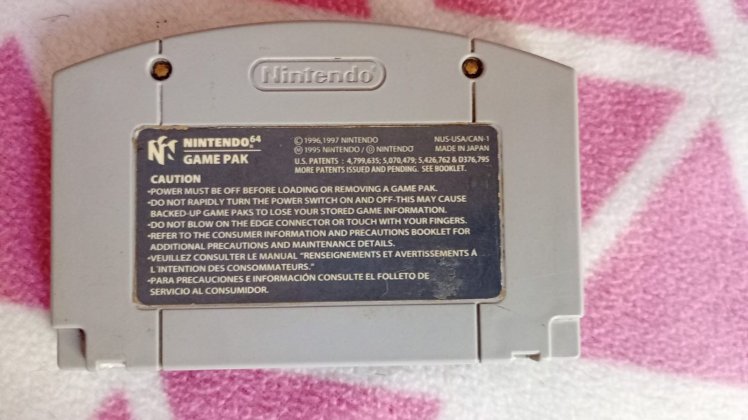 Nintendo
NINTENDO 64
GAME PAK
©1996,1997 NINTENDO
Ⓜ1995 NINTENDO / Ⓓ NINTENDO
NUS-USA/CAN-1
MADE IN JAPAN
U.S. PATENTS : 4,799,635; 5,070,479; 5,426,762 & D376,795
MORE PATENTS ISSUED AND PENDING. SEE BOOKLET.
CAUTION
•POWER MUST BE OFF BEFORE LOADING OR REMOVING A GAME PAK.
•DO NOT RAPIDLY TURN THE POWER SWITCH ON AND OFF-THIS MAY CAUSE
BACKED-UP GAME PAKS TO LOSE YOUR STORED GAME INFORMATION.
•DO NOT BLOW ON THE EDGE CONNECTOR OR TOUCH WITH YOUR FINGERS.
•REFER TO THE CONSUMER INFORMATION AND PRECAUTIONS BOOKLET FOR
ADDITIONAL PRECAUTIONS AND MAINTENANCE DETAILS.
•VEUILLEZ CONSULTER LE MANUAL "RENSEIGNEMENTS ET AVERTISSEMENTS À
L'INTENTION DES CONSOMMATEURS."
•PARA PRECAUCIONES E INFORMACIÓN CONSULTE EL FOLLETO DE
SERVICIO AL CONSUMIDOR.